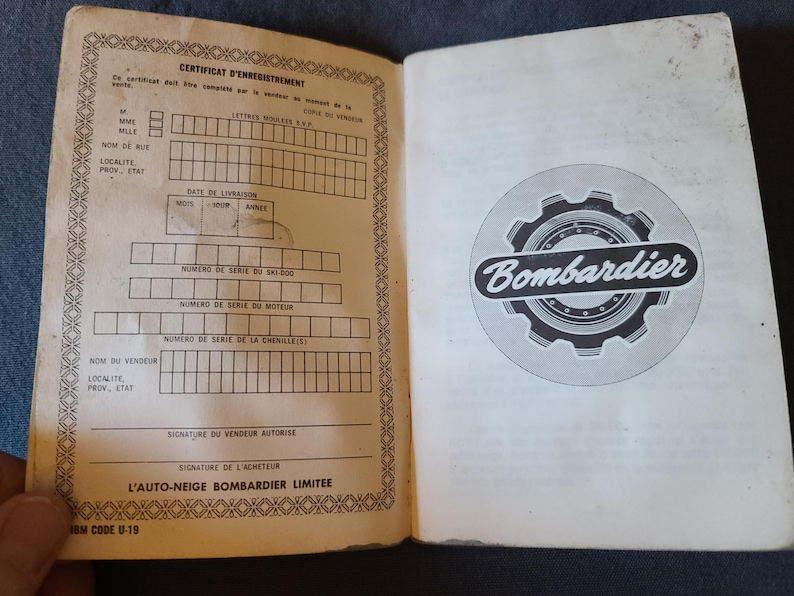 CERTIFICAT D'ENREGISTREMENT
Ce certificat doit être complété par le vendeur au moment de la
vente.
COPIE DU VENDEUR
M.
MME
MLLE
LETTRES MOULEES S.V.P.
NOM DE RUE
LOCALITE,
PROV., ETAT
DATE DE LIVRAISON
MOIS JOUR ANNEE
NUMERO DE SERIE DU SKI-DOO
NUMERO DE SERIE DU MOTEUR
NUMERO DE SERIE DE LA CHENILLE(S)
NOM DU VENDEUR
LOCALITE,
PROV., ETAT
SIGNATURE DU VENDEUR AUTORISE
SIGNATURE DE L'ACHETEUR
L'AUTO-NEIGE BOMBARDIER LIMITEE
IBM CODE U-19
Bombardier